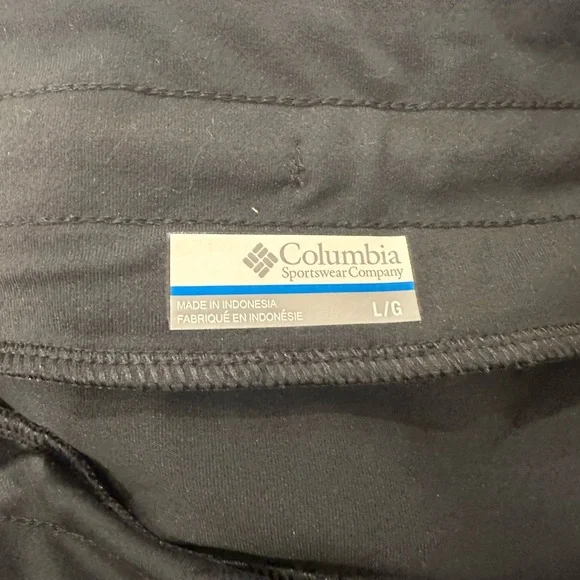 Columbia
Sportswear Company
MADE IN INDONESIA
FABRIQUÉ EN INDONÉSIE
L/G